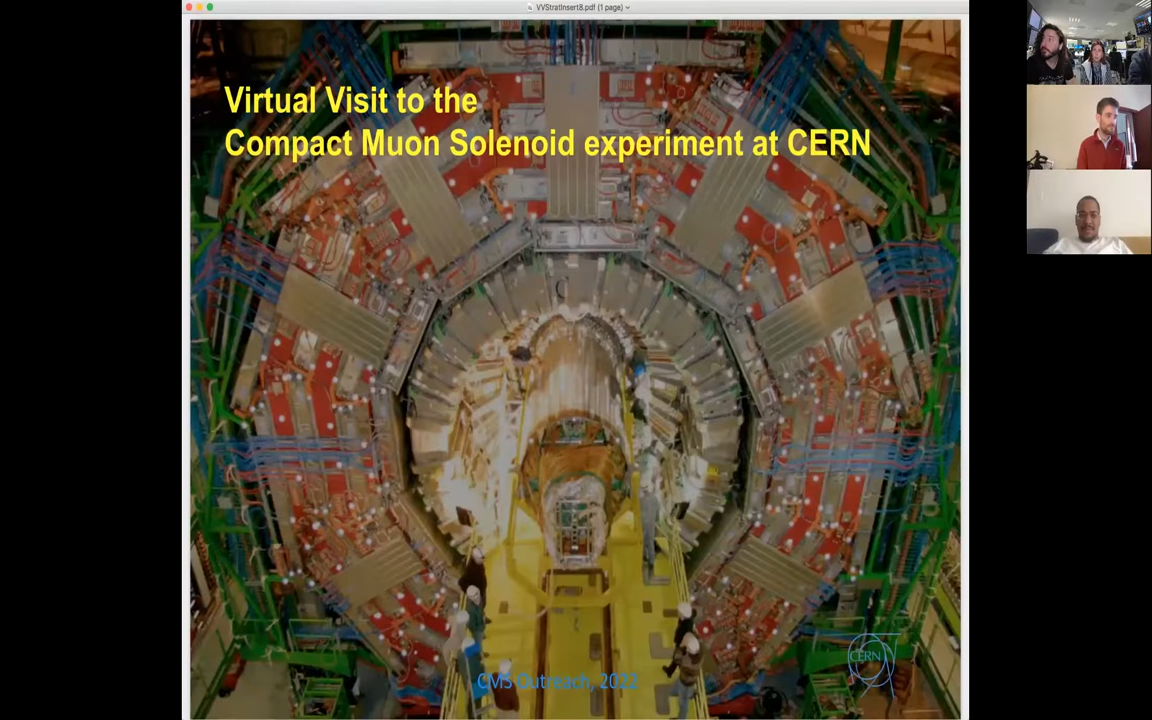 VVStratInsert8.pdf (1 page)
Virtual Visit to the
Compact Muon Solenoid experiment at CERN
CERN
CMS Outreach, 2022